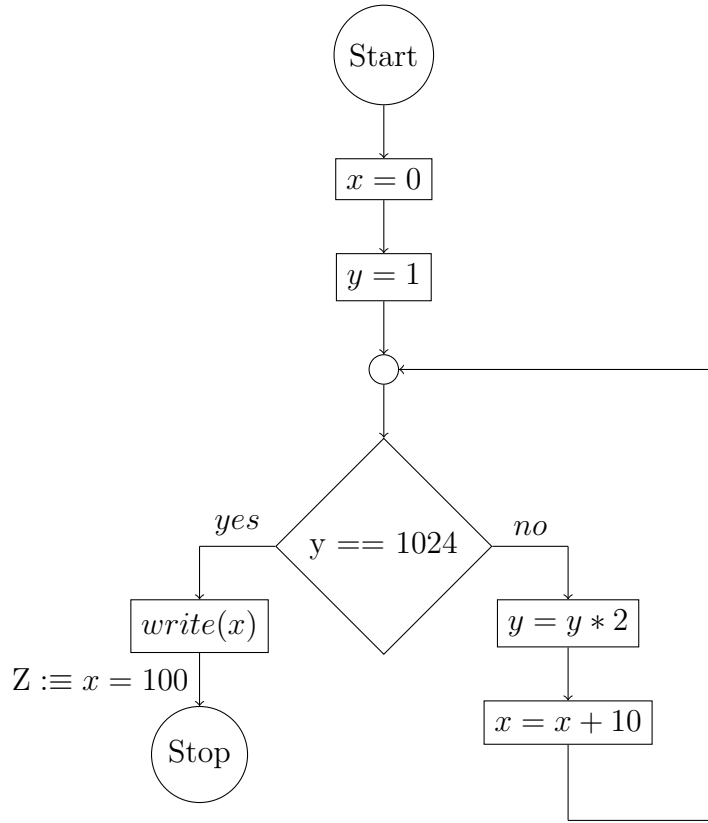 Start
x = 0
y = 1
yes
no
y == 1024
write(x)
y = y ∗ 2
Z :≡ x = 100
x = x + 10
Stop